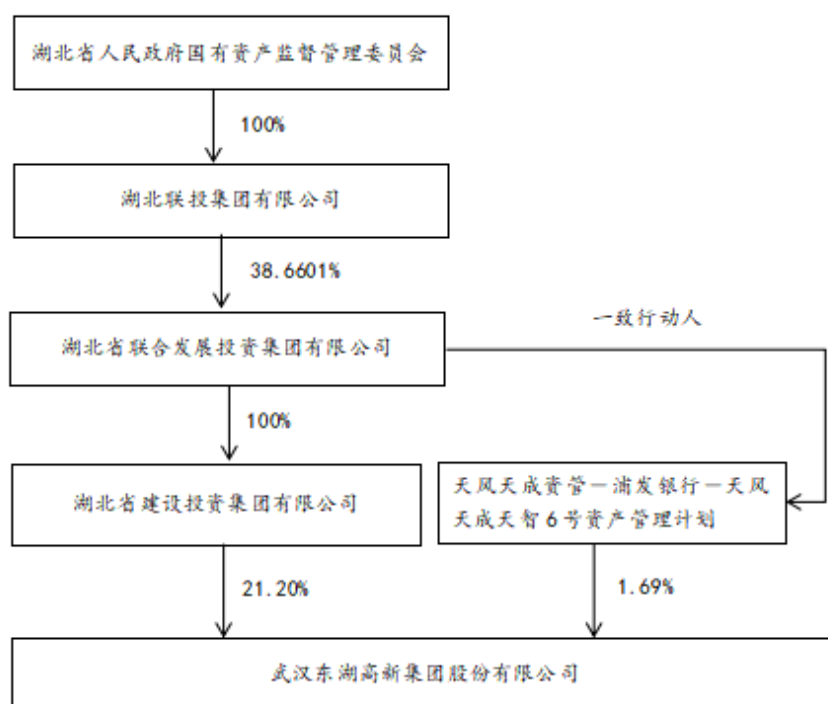 湖北省人民政府国有资产监督管理委员会
100%
湖北联投集团有限公司
38.6601%
一致行动人
湖北省联合发展投资集团有限公司
100%
湖北省建设投资集团有限公司
天风天成资管－浦发银行－天风
天成天智6号资产管理计划
21.20%
1.69%
武汉东湖高新集团股份有限公司